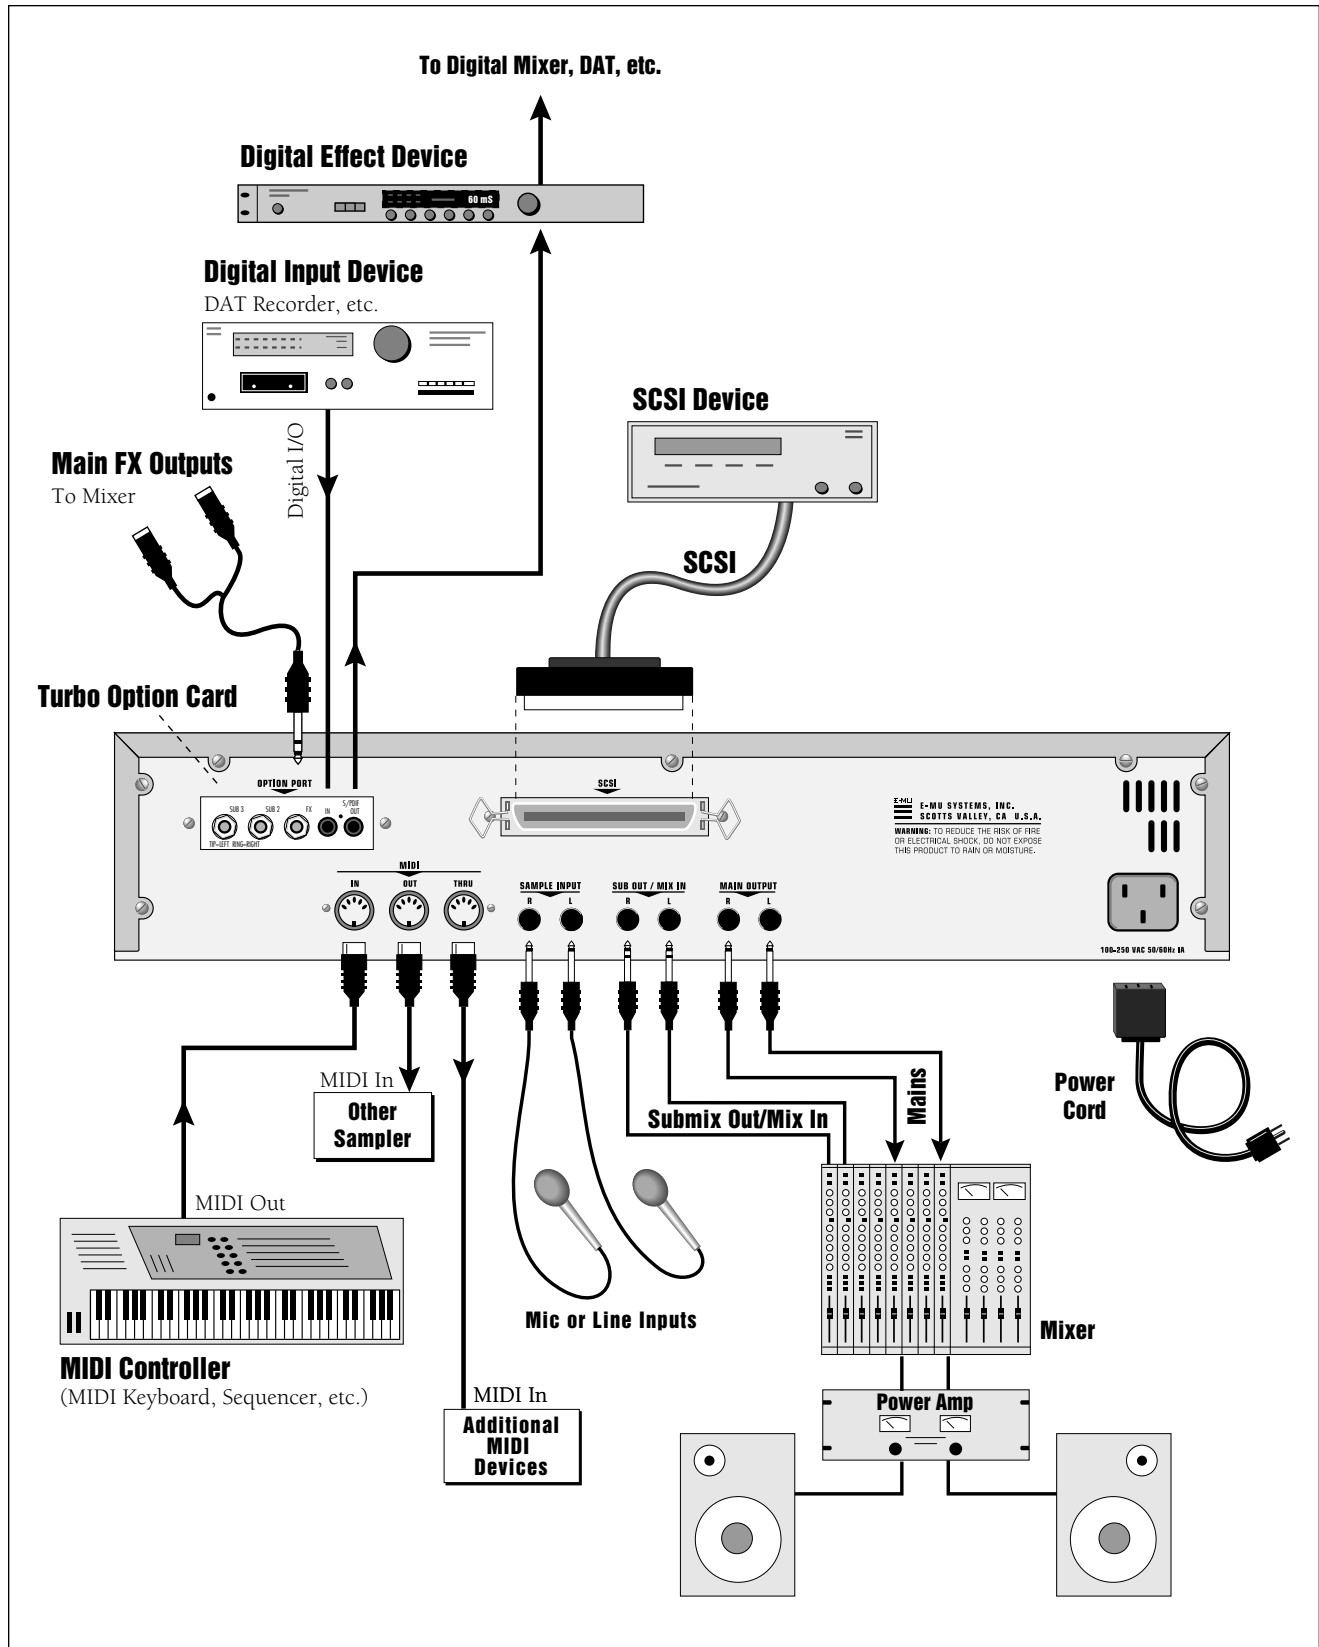 To Digital Mixer, DAT, etc.
Digital Effect Device
60 mS
Digital Input Device
DAT Recorder, etc.
SCSI Device
Digital I/O
Main FX Outputs
To Mixer
SCSI
Turbo Option Card
OPTION PORT
SUB 3
SUB 2
FX
IN
S/PDIF
OUT
TIP-LEFT RING-RIGHT
SCSI
E-MU
E-MU SYSTEMS, INC.
SCOTTS VALLEY, CA U.S.A.
WARNING: TO REDUCE THE RISK OF FIRE
OR ELECTRICAL SHOCK, DO NOT EXPOSE
THIS PRODUCT TO RAIN OR MOISTURE.
MIDI
IN
OUT
THRU
SAMPLE INPUT
R
L
SUB OUT / MIX IN
R
L
MAIN OUTPUT
R
L
100-250 VAC 50/60Hz 1A
MIDI In
Other
Sampler
Submix Out/Mix In
Mains
Power
Cord
MIDI Out
Mic or Line Inputs
Mixer
MIDI Controller
(MIDI Keyboard, Sequencer, etc.)
MIDI In
Additional
MIDI
Devices
Power Amp